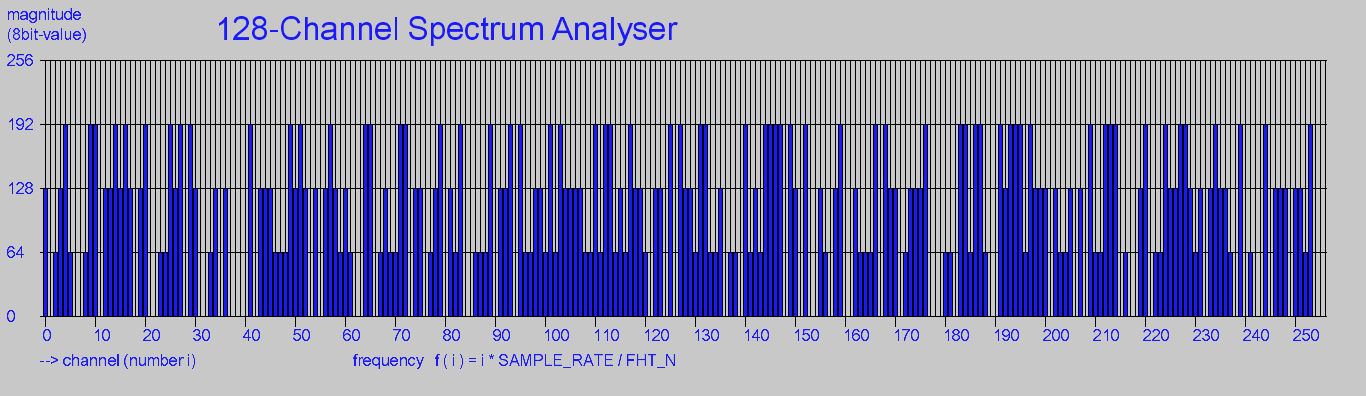 magnitude
(8bit-value)
128-Channel Spectrum Analyser
256
192
128
64
0
0 10 20 30 40 50 60 70 80 90 100 110 120 130 140 150 160 170 180 190 200 210 220 230 240 250
--> channel (number i) frequency f ( i ) = i * SAMPLE_RATE / FHT_N